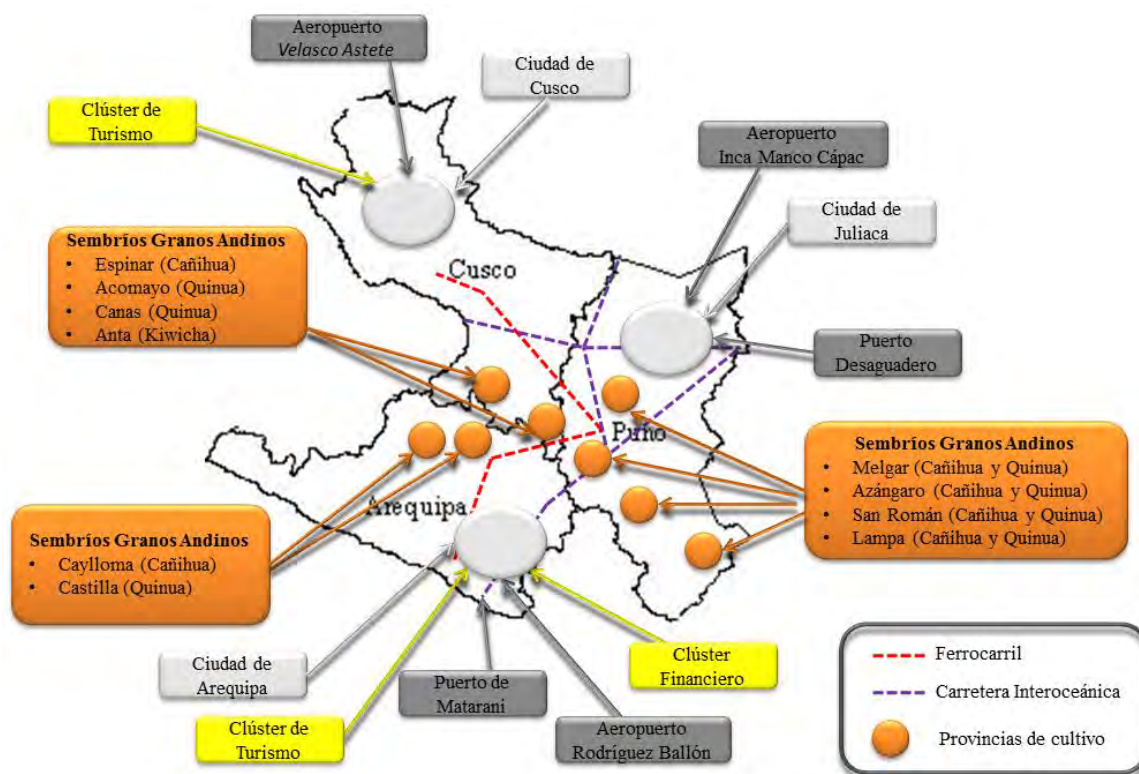 Aeropuerto
Velasco Astete
Ciudad de
Cusco
Clúster de
Turismo
Aeropuerto
Inca Manco Cápac
Ciudad de
Juliaca
Sembríos Granos Andinos
• Espinar (Cañihua)
• Acomayo (Quinua)
• Canas (Quinua)
• Anta (Kiwicha)
Cusco
Puerto
Desaguadero
Puno
Sembríos Granos Andinos
• Melgar (Cañihua y Quinua)
• Azángaro (Cañihua y Quinua)
• San Román (Cañihua y Quinua)
• Lampa (Cañihua y Quinua)
Arequipa
Sembríos Granos Andinos
• Caylloma (Cañihua)
• Castilla (Quinua)
Ciudad de
Arequipa
Puerto de
Matarani
Clúster
Financiero
Clúster de
Turismo
Aeropuerto
Rodríguez Ballón
Ferrocarril
Carretera Interoceánica
Provincias de cultivo